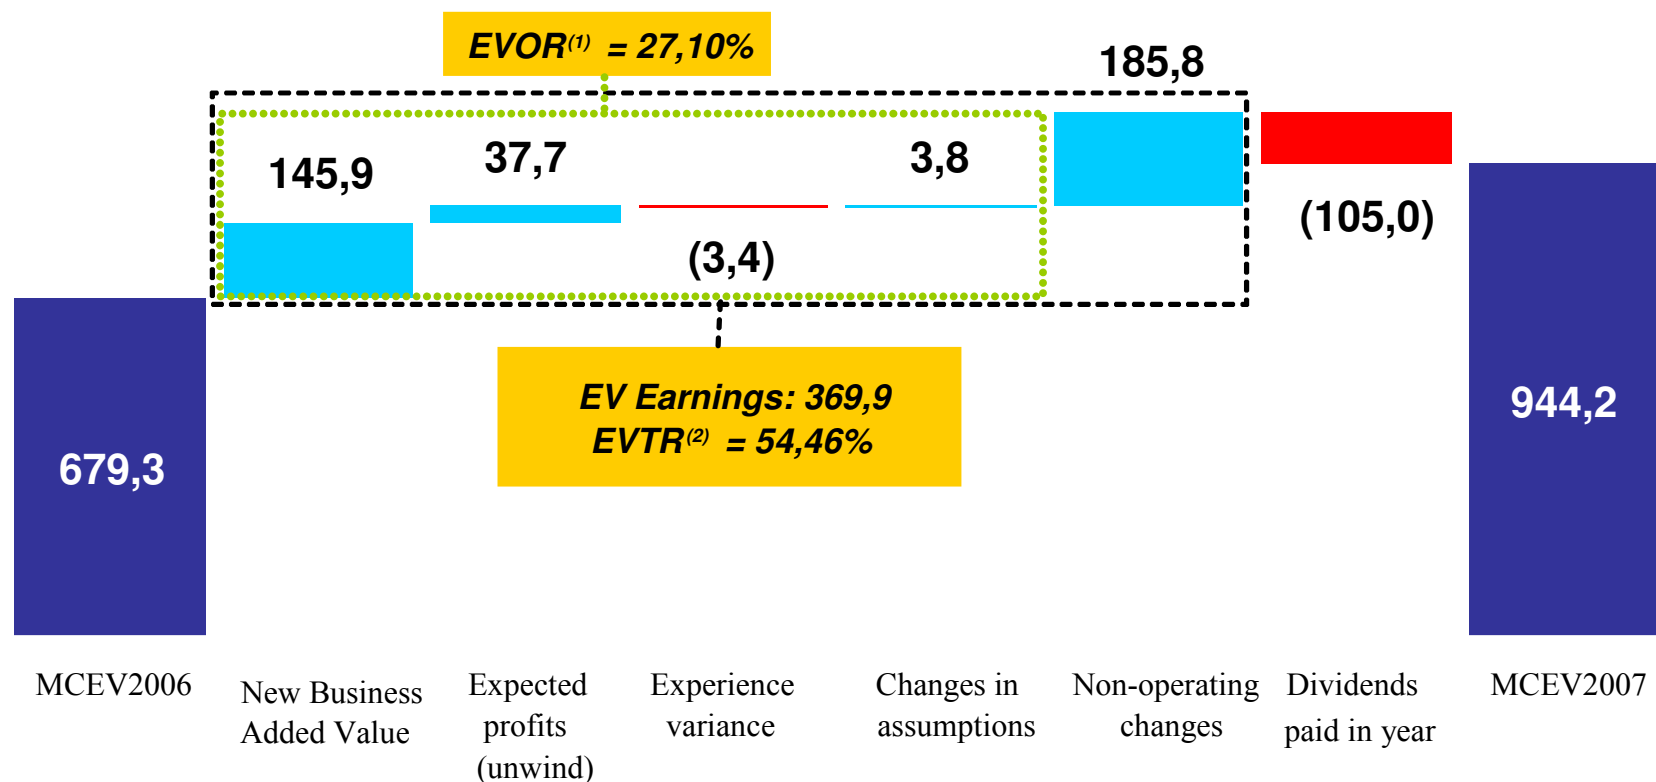 EVOR(1) = 27,10%
185,8
145,9
37,7
3,8
(3,4)
(105,0)
EV Earnings: 369,9
EVTR(2) = 54,46%
679,3
944,2
MCEV2006
New Business
Added Value
Expected
profits
(unwind)
Experience
variance
Changes in
assumptions
Non-operating
changes
Dividends
paid in year
MCEV2007